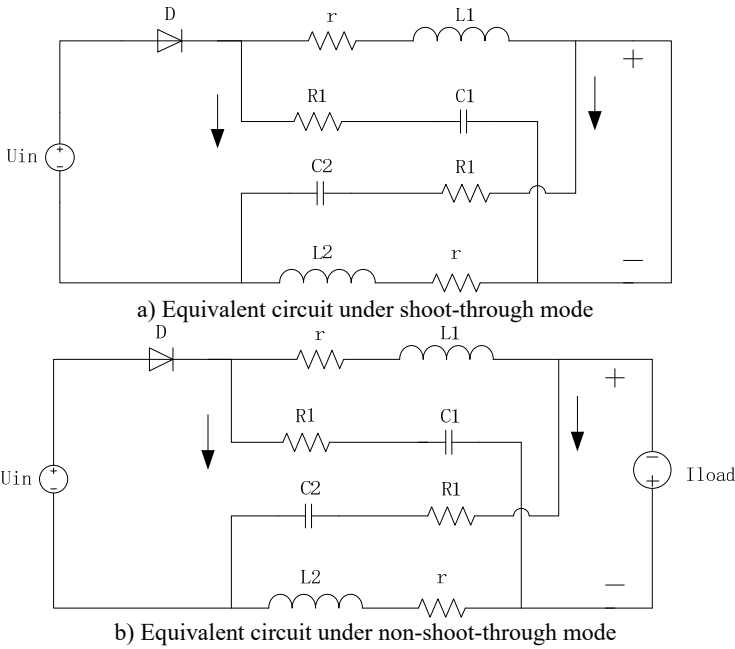 D r L1
+
R1 C1
Uin + −
C2 R1
L2 r −
a) Equivalent circuit under shoot-through mode
D r L1
+
R1 C1
Uin + − − + Iload
C2 R1
L2 r −
b) Equivalent circuit under non-shoot-through mode